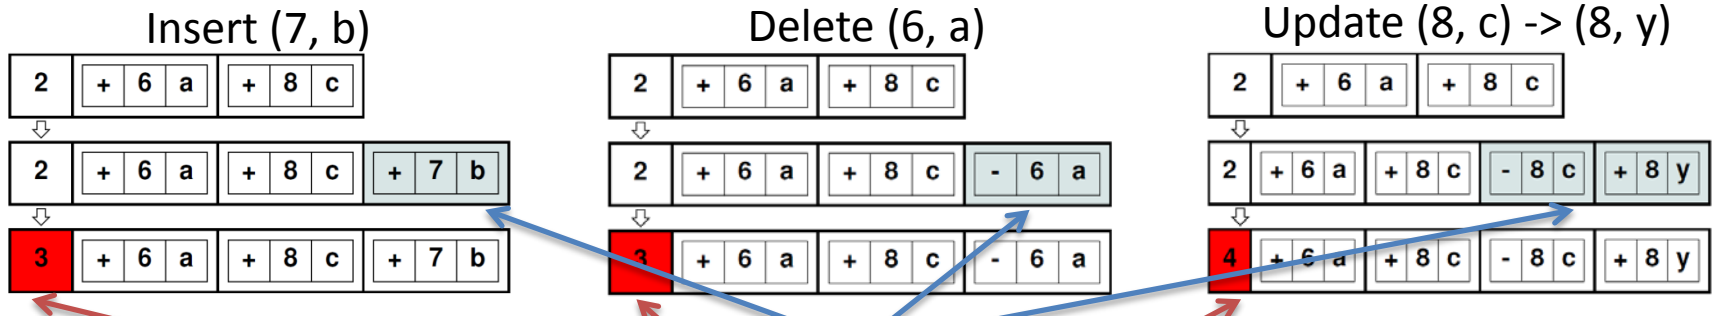 Insert (7, b)
2 + 6 a + 8 c
2 + 6 a + 8 c + 7 b
3 + 6 a + 8 c + 7 b
Delete (6, a)
2 + 6 a + 8 c
2 + 6 a + 8 c - 6 a
3 + 6 a + 8 c - 6 a
Update (8, c) -> (8, y)
2 + 6 a + 8 c
2 + 6 a + 8 c - 8 c + 8 y
4 + 6 a + 8 c - 8 c + 8 y